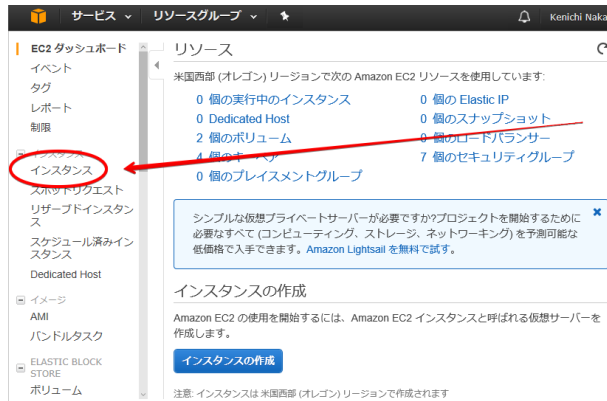 サービス リソースグループ Kenichi Naka
EC2 ダッシュボード
イベント
タグ
レポート
制限
インスタンス
インスタンス
スポットリクエスト
リザーブドインスタン
ス
スケジュール済みイン
スタンス
Dedicated Host
イメージ
AMI
バンドルタスク
ELASTIC BLOCK
STORE
ボリューム
リソース
米国西部 (オレゴン) リージョンで次の Amazon EC2 リソースを使用しています:
0 個の実行中のインスタンス
0 個の Elastic IP
0 Dedicated Host
0 個のスナップショット
2 個のボリューム
0 個のロードバランサー
4 個のキーペア
7 個のセキュリティグループ
0 個のプレイスメントグループ
シンプルな仮想プライベートサーバーが必要ですか?プロジェクトを開始するために
必要なすべて (コンピューティング、ストレージ、ネットワーキング) を予測可能な
低価格で入手できます。Amazon Lightsail を無料で試す。
インスタンスの作成
Amazon EC2 の使用を開始するには、Amazon EC2 インスタンスと呼ばれる仮想サーバーを
作成します。
インスタンスの作成
注意: インスタンスは 米国西部 (オレゴン) リージョンで作成されます